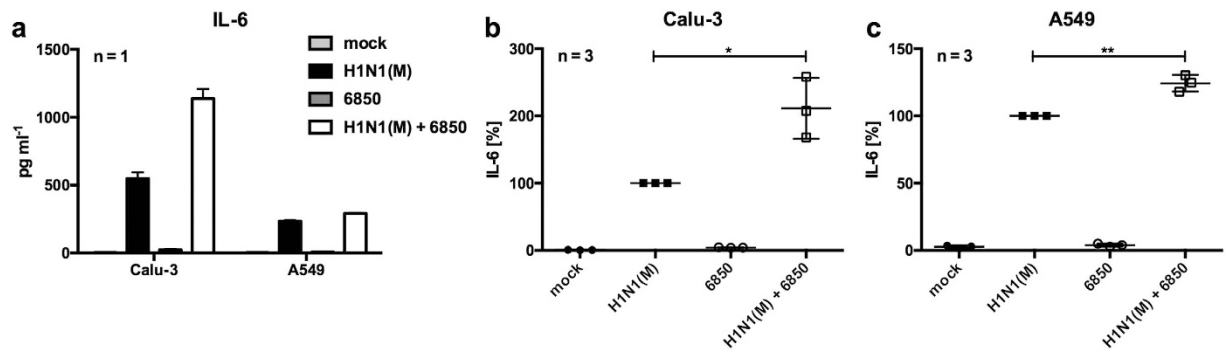 a
IL-6
n = 1
mock
H1N1(M)
6850
H1N1(M) + 6850
pg ml⁻¹
1500
1000
500
0
Calu-3
A549
b
Calu-3
n = 3
*
IL-6 [%]
300
200
100
0
mock
H1N1(M)
6850
H1N1(M) + 6850
c
A549
n = 3
**
IL-6 [%]
150
100
50
0
mock
H1N1(M)
6850
H1N1(M) + 6850